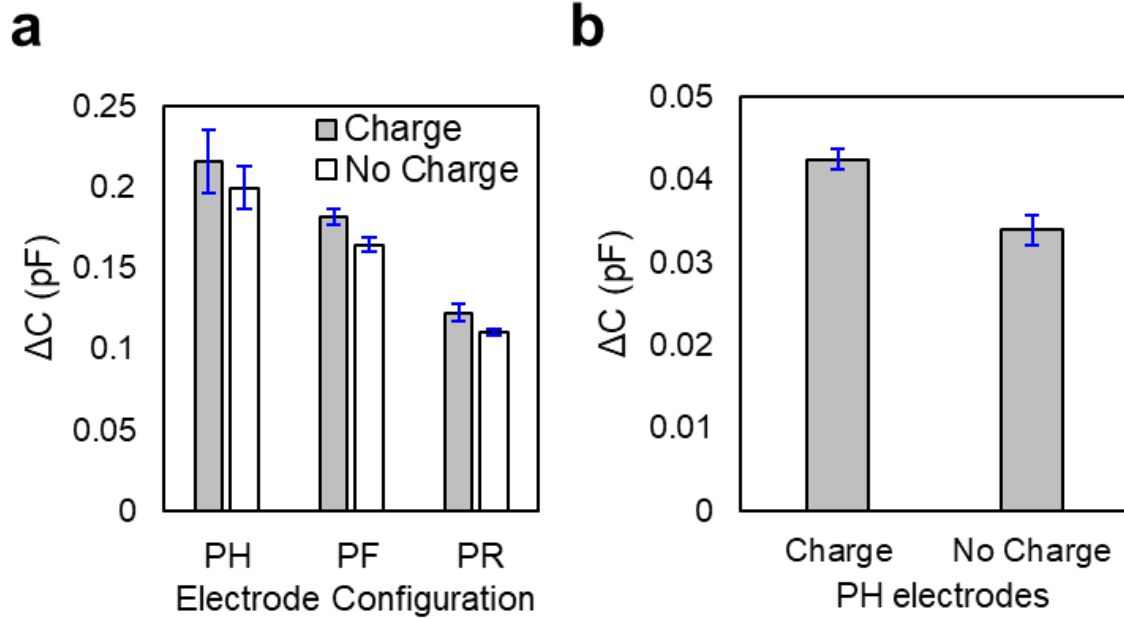 a
0.25
0.2
0.15
0.1
0.05
0
ΔC (pF)
Charge
No Charge
PH PF PR
Electrode Configuration
b
0.05
0.04
0.03
0.02
0.01
0
ΔC (pF)
Charge No Charge
PH electrodes